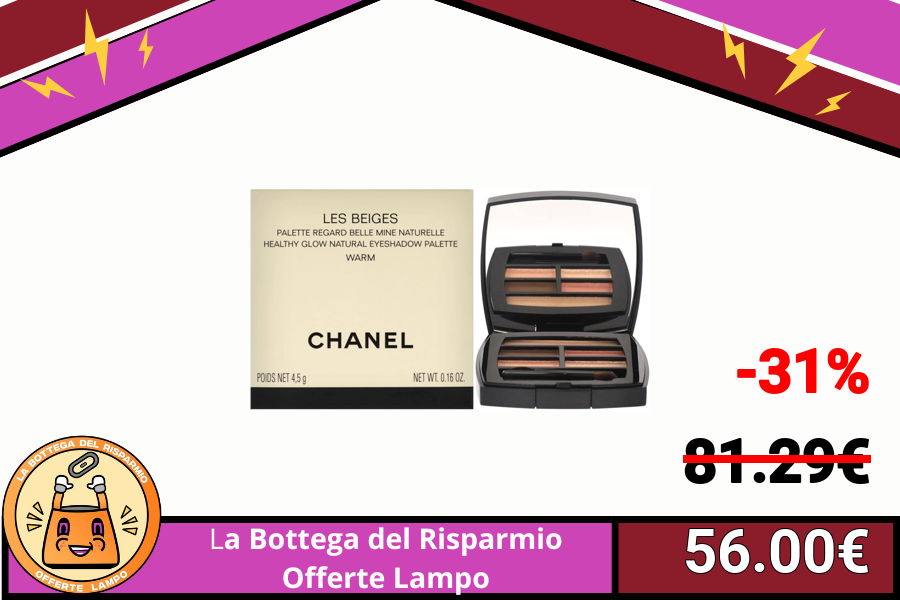 LES BEIGES
PALETTE REGARD BELLE MINE NATURELLE
HEALTHY GLOW NATURAL EYESHADOW PALETTE
WARM
CHANEL
POIDS NET 4,5 g NET WT. 0.16 OZ.
-31%
81.29€
LA BOTTEGA DEL RISPARMIO
OFFERTE LAMPO
La Bottega del Risparmio
Offerte Lampo
56.00€